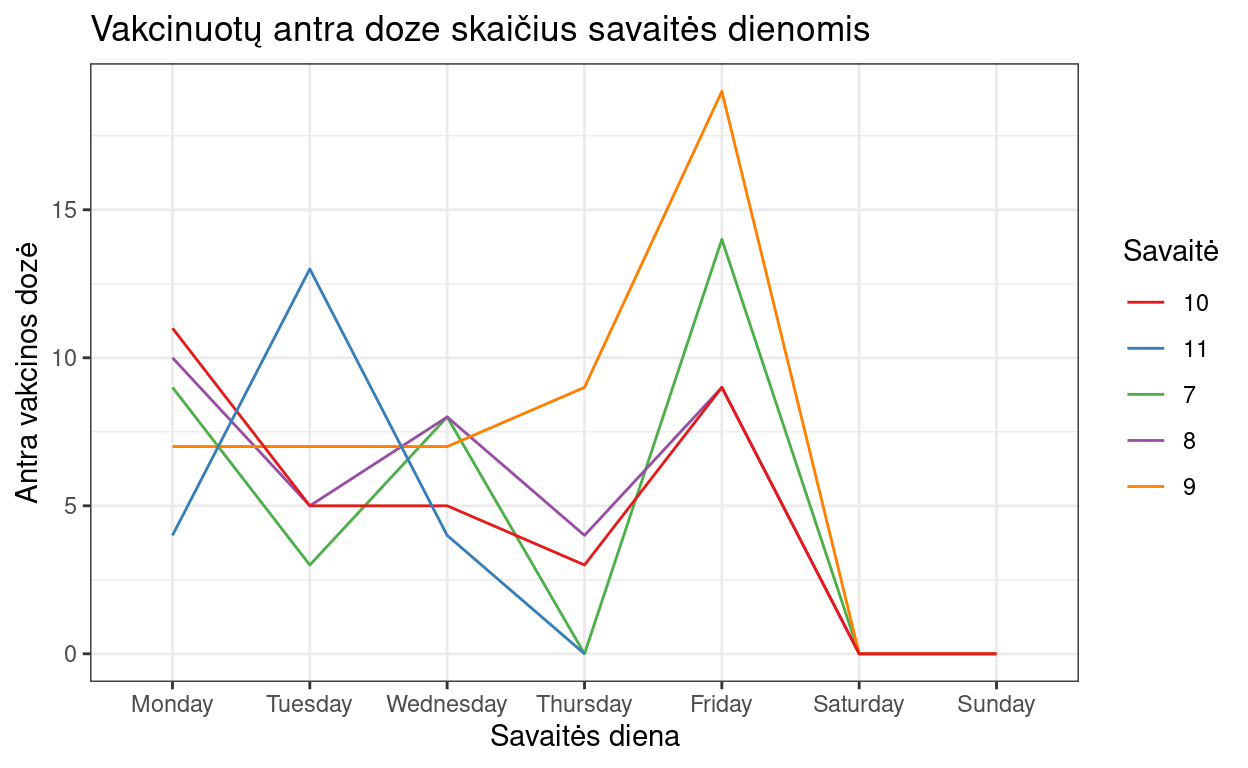 Vakcinuotų antra doze skaičius savaitės dienomis
Antra vakcinos dozė
15
10
5
0
Monday
Tuesday
Wednesday
Thursday
Friday
Saturday
Sunday
Savaitės diena
Savaitė
10
11
7
8
9